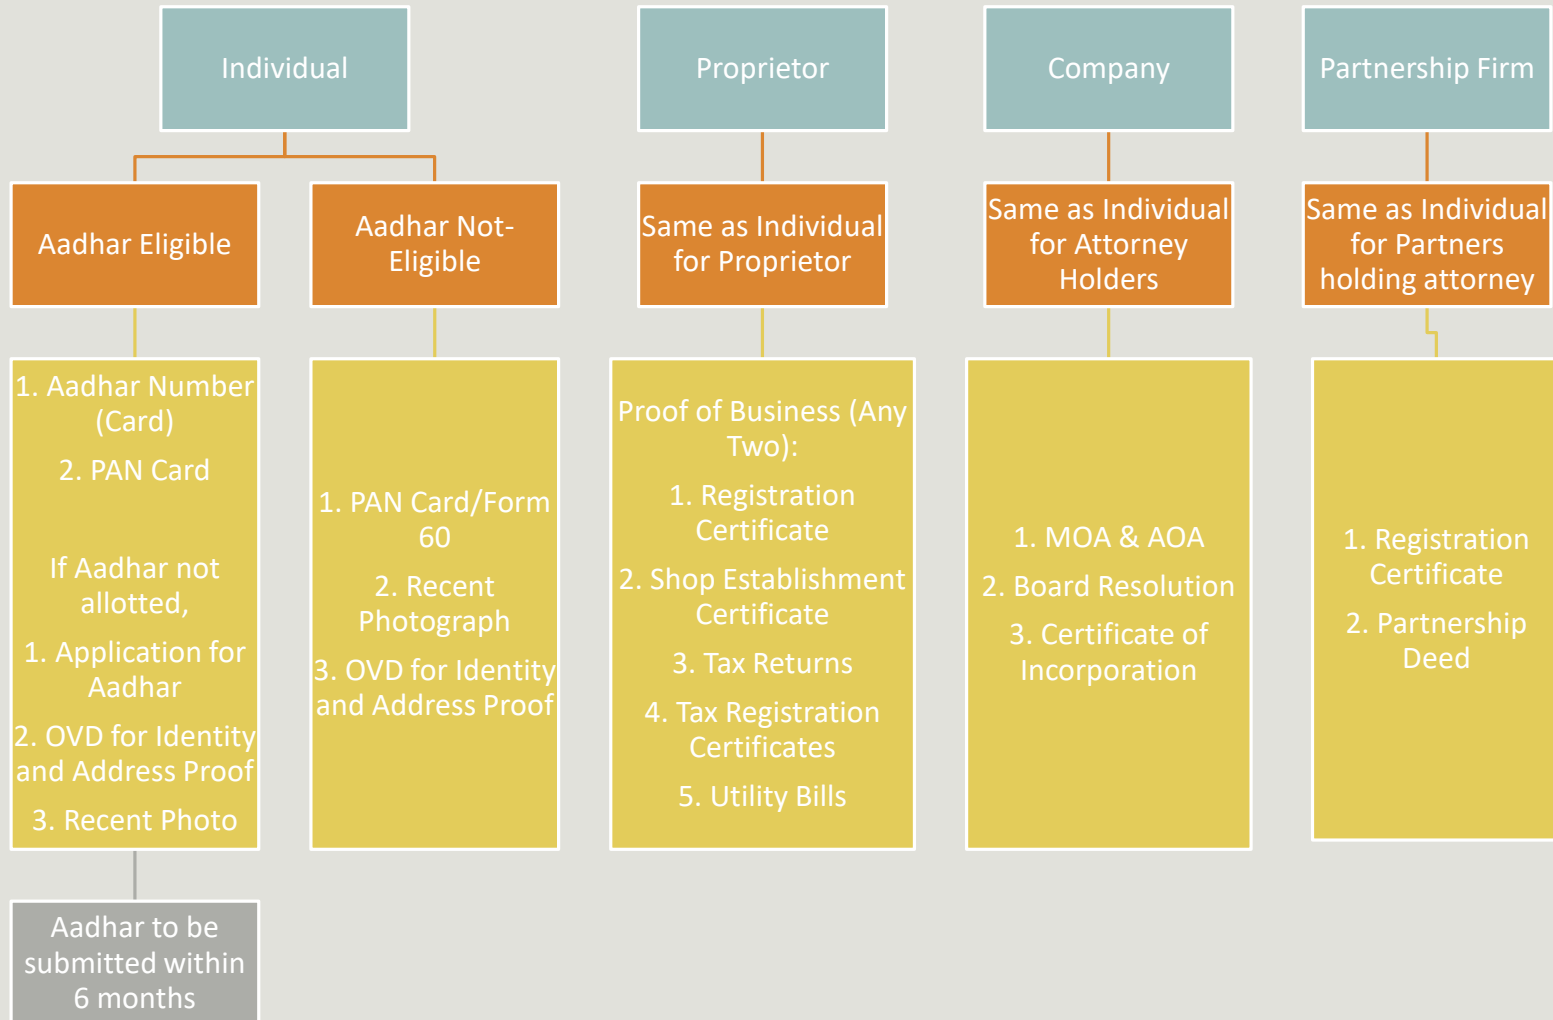 Individual
Proprietor
Company
Partnership Firm
Aadhar Eligible
Aadhar Not-
Eligible
Same as Individual
for Proprietor
Same as Individual
for Attorney
Holders
Same as Individual
for Partners
holding attorney
1. Aadhar Number
(Card)
2. PAN Card
If Aadhar not
allotted,
1. Application for
Aadhar
2. OVD for Identity
and Address Proof
3. Recent Photo
1. PAN Card/Form
60
2. Recent
Photograph
3. OVD for Identity
and Address Proof
Proof of Business (Any
Two):
1. Registration
Certificate
2. Shop Establishment
Certificate
3. Tax Returns
4. Tax Registration
Certificates
5. Utility Bills
1. MOA & AOA
2. Board Resolution
3. Certificate of
Incorporation
1. Registration
Certificate
2. Partnership
Deed
Aadhar to be
submitted within
6 months